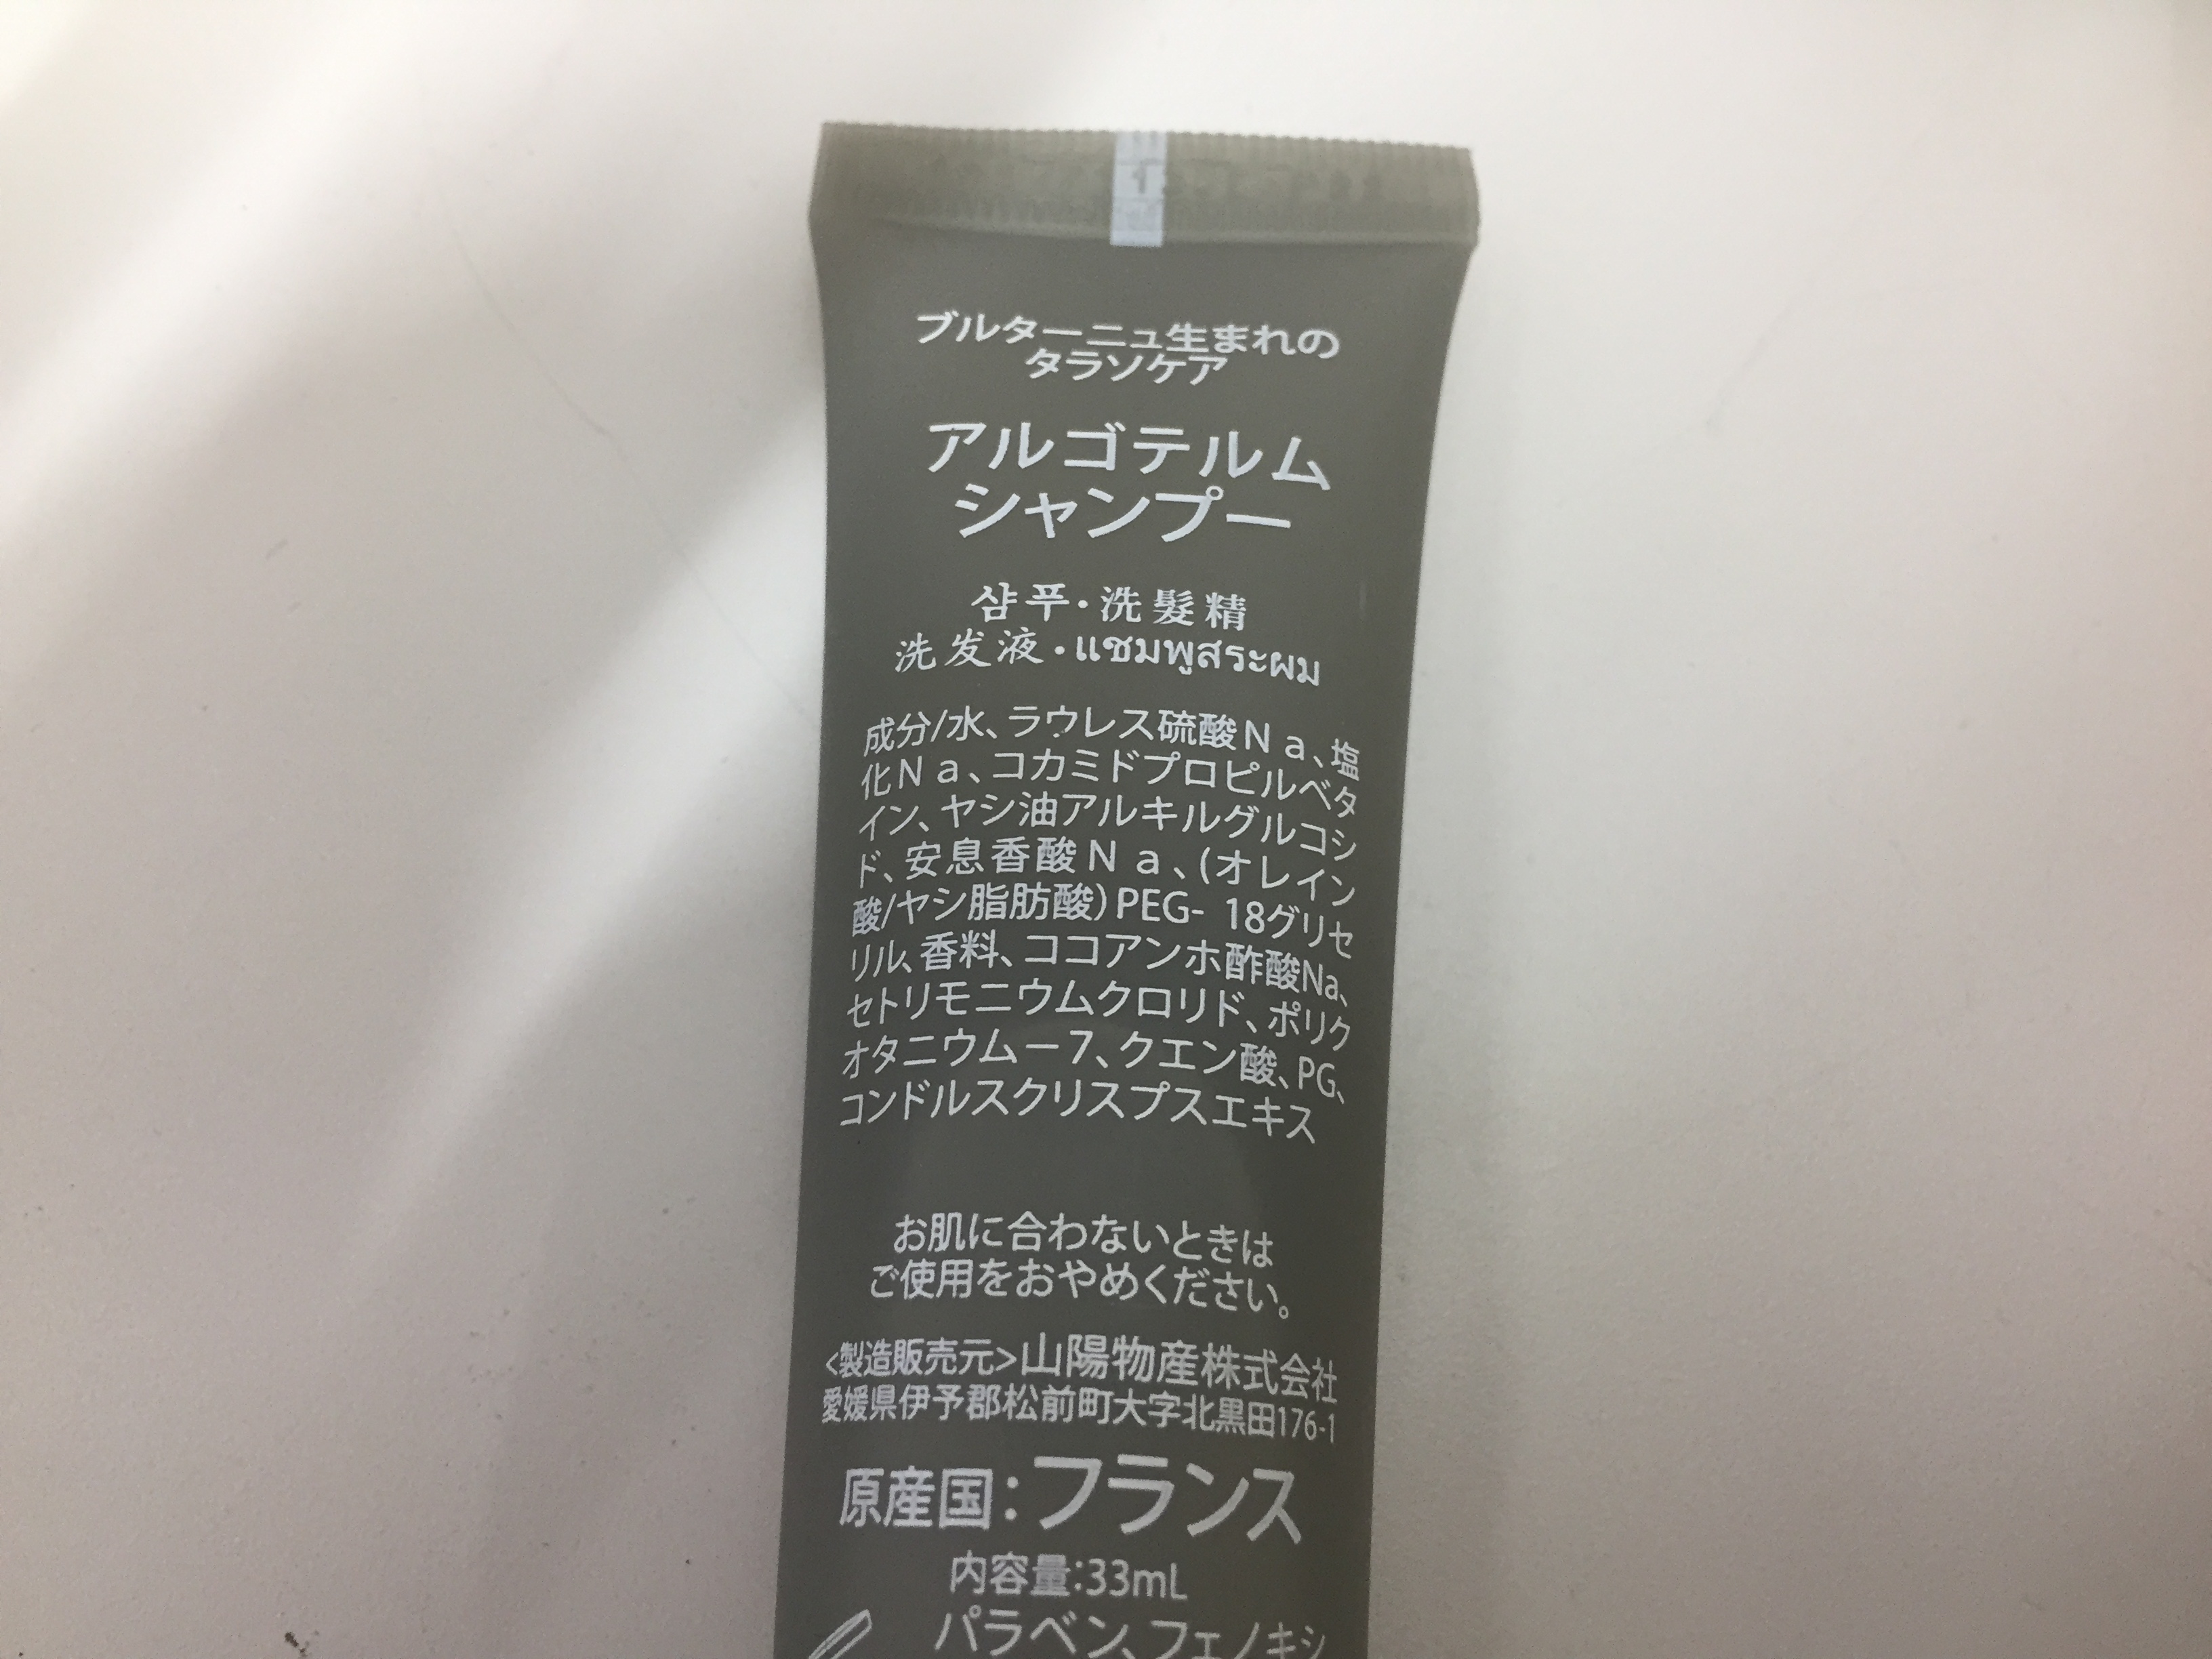 ブルターニュ生まれの
タラソケア
アルゴテルム
シャンプー
샴푸・洗髮精
洗发液・แชมพูสระผม
成分/水、ラウレス硫酸Ｎａ、塩
化Ｎａ、コカミドプロピルベタ
イン、ヤシ油アルキルグルコシ
ド、安息香酸Ｎａ、(オレイン
酸/ヤシ脂肪酸)PEG- 18グリセ
リル、香料、ココアンホ酢酸Na、
セトリモニウムクロリド、ポリク
オタニウムー7、クエン酸、PG、
コンドルスクリスプスエキス
お肌に合わないときは
ご使用をおやめください。
<製造販売元>山陽物産株式会社
愛媛県伊予郡松前町大字北黒田176-1
原産国：フランス
内容量:33mL
パラベン、フェノキシ